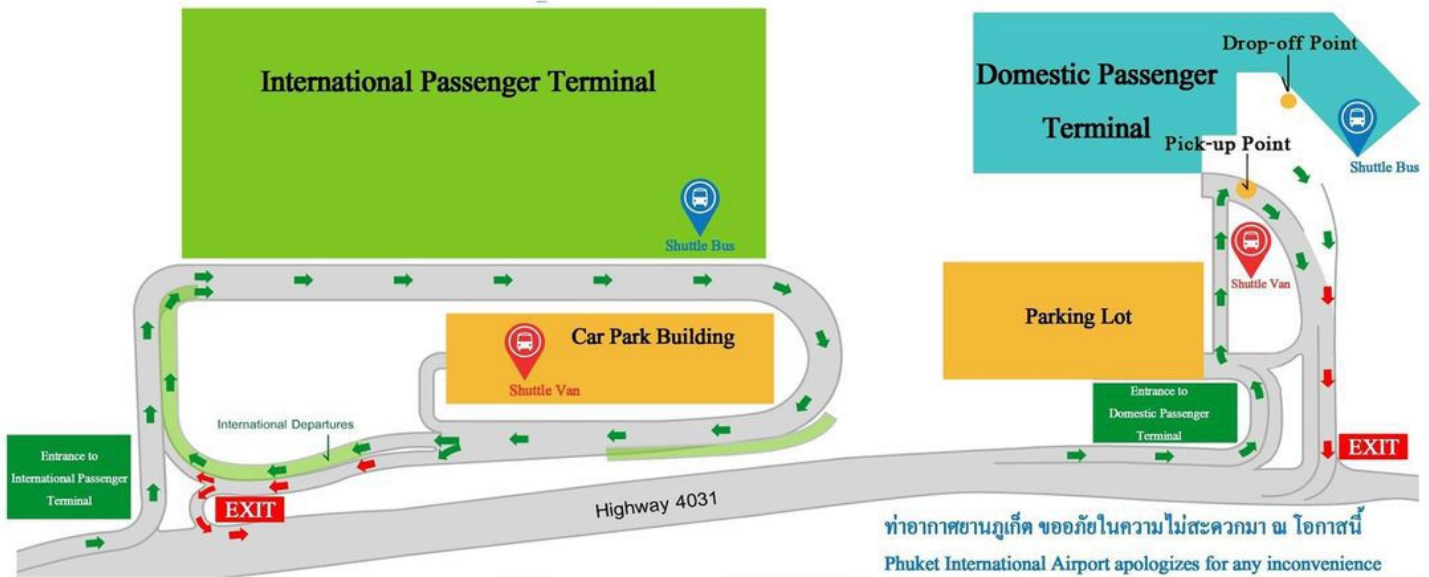 International Passenger Terminal
Shuttle Bus
Car Park Building
Shuttle Van
International Departures
Entrance to
International Passenger
Terminal
EXIT
Highway 4031
Domestic Passenger
Terminal
Drop-off Point
Pick-up Point
Shuttle Bus
Shuttle Van
Parking Lot
Entrance to
Domestic Passenger
Terminal
EXIT
ท่าอากาศยานภูเก็ต ขออภัยในความไม่สะดวกมา ณ โอกาสนี้
Phuket International Airport apologizes for any inconvenience